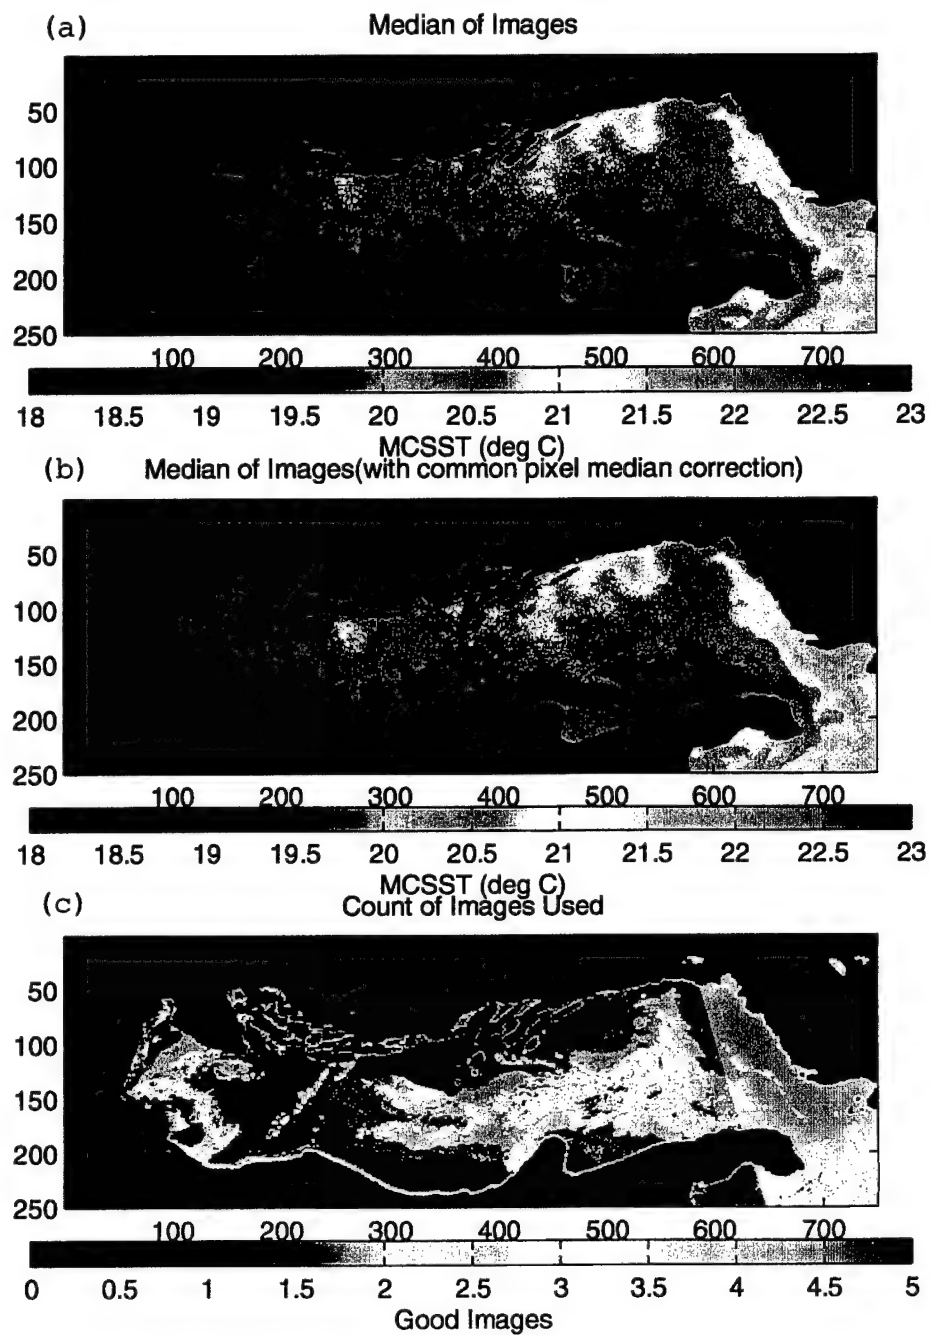 (a) Median of Images
50
100
150
200
250
100 200 300 400 500 600 700
18 18.5 19 19.5 20 20.5 21 21.5 22 22.5 23
MCSST (deg C)
(b) Median of Images(with common pixel median correction)
50
100
150
200
250
100 200 300 400 500 600 700
18 18.5 19 19.5 20 20.5 21 21.5 22 22.5 23
MCSST (deg C)
(c) Count of Images Used
50
100
150
200
250
100 200 300 400 500 600 700
0 0.5 1 1.5 2 2.5 3 3.5 4 4.5 5
Good Images